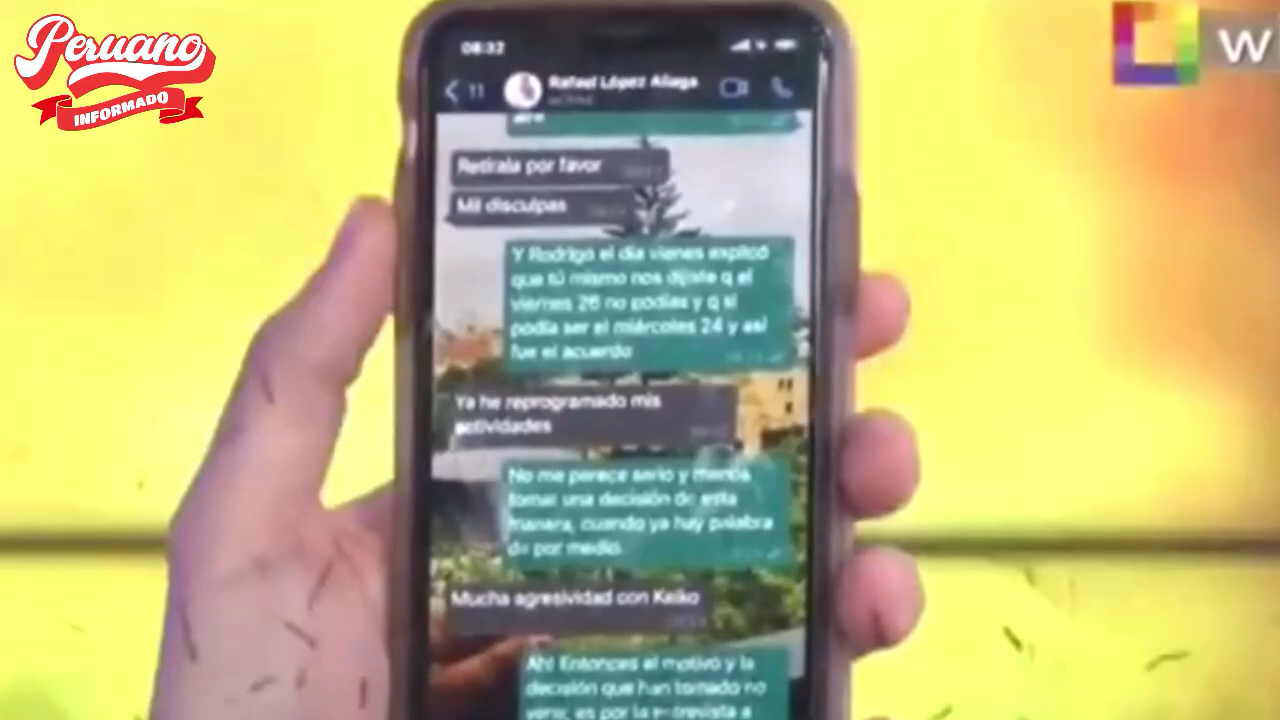 Peruano
INFORMADO
W
08:32
11
Rafael López Aliaga
Retírala por favor
Mil disculpas
Y Rodrigo el día vienes explicó
que tú mismo nos dijiste q el
viernes 26 no podías y q si
podía ser el miércoles 24 y así
fue el acuerdo
Ya he reprogramado mis
actividades
No me parece serio y menos
tomar una decisión de esta
manera, cuando ya hay palabra
de por medio.
Mucha agresividad con Keiko
Ah! Entonces el motivo y la
decisión que han tomado no
venir, es por la entrevista a